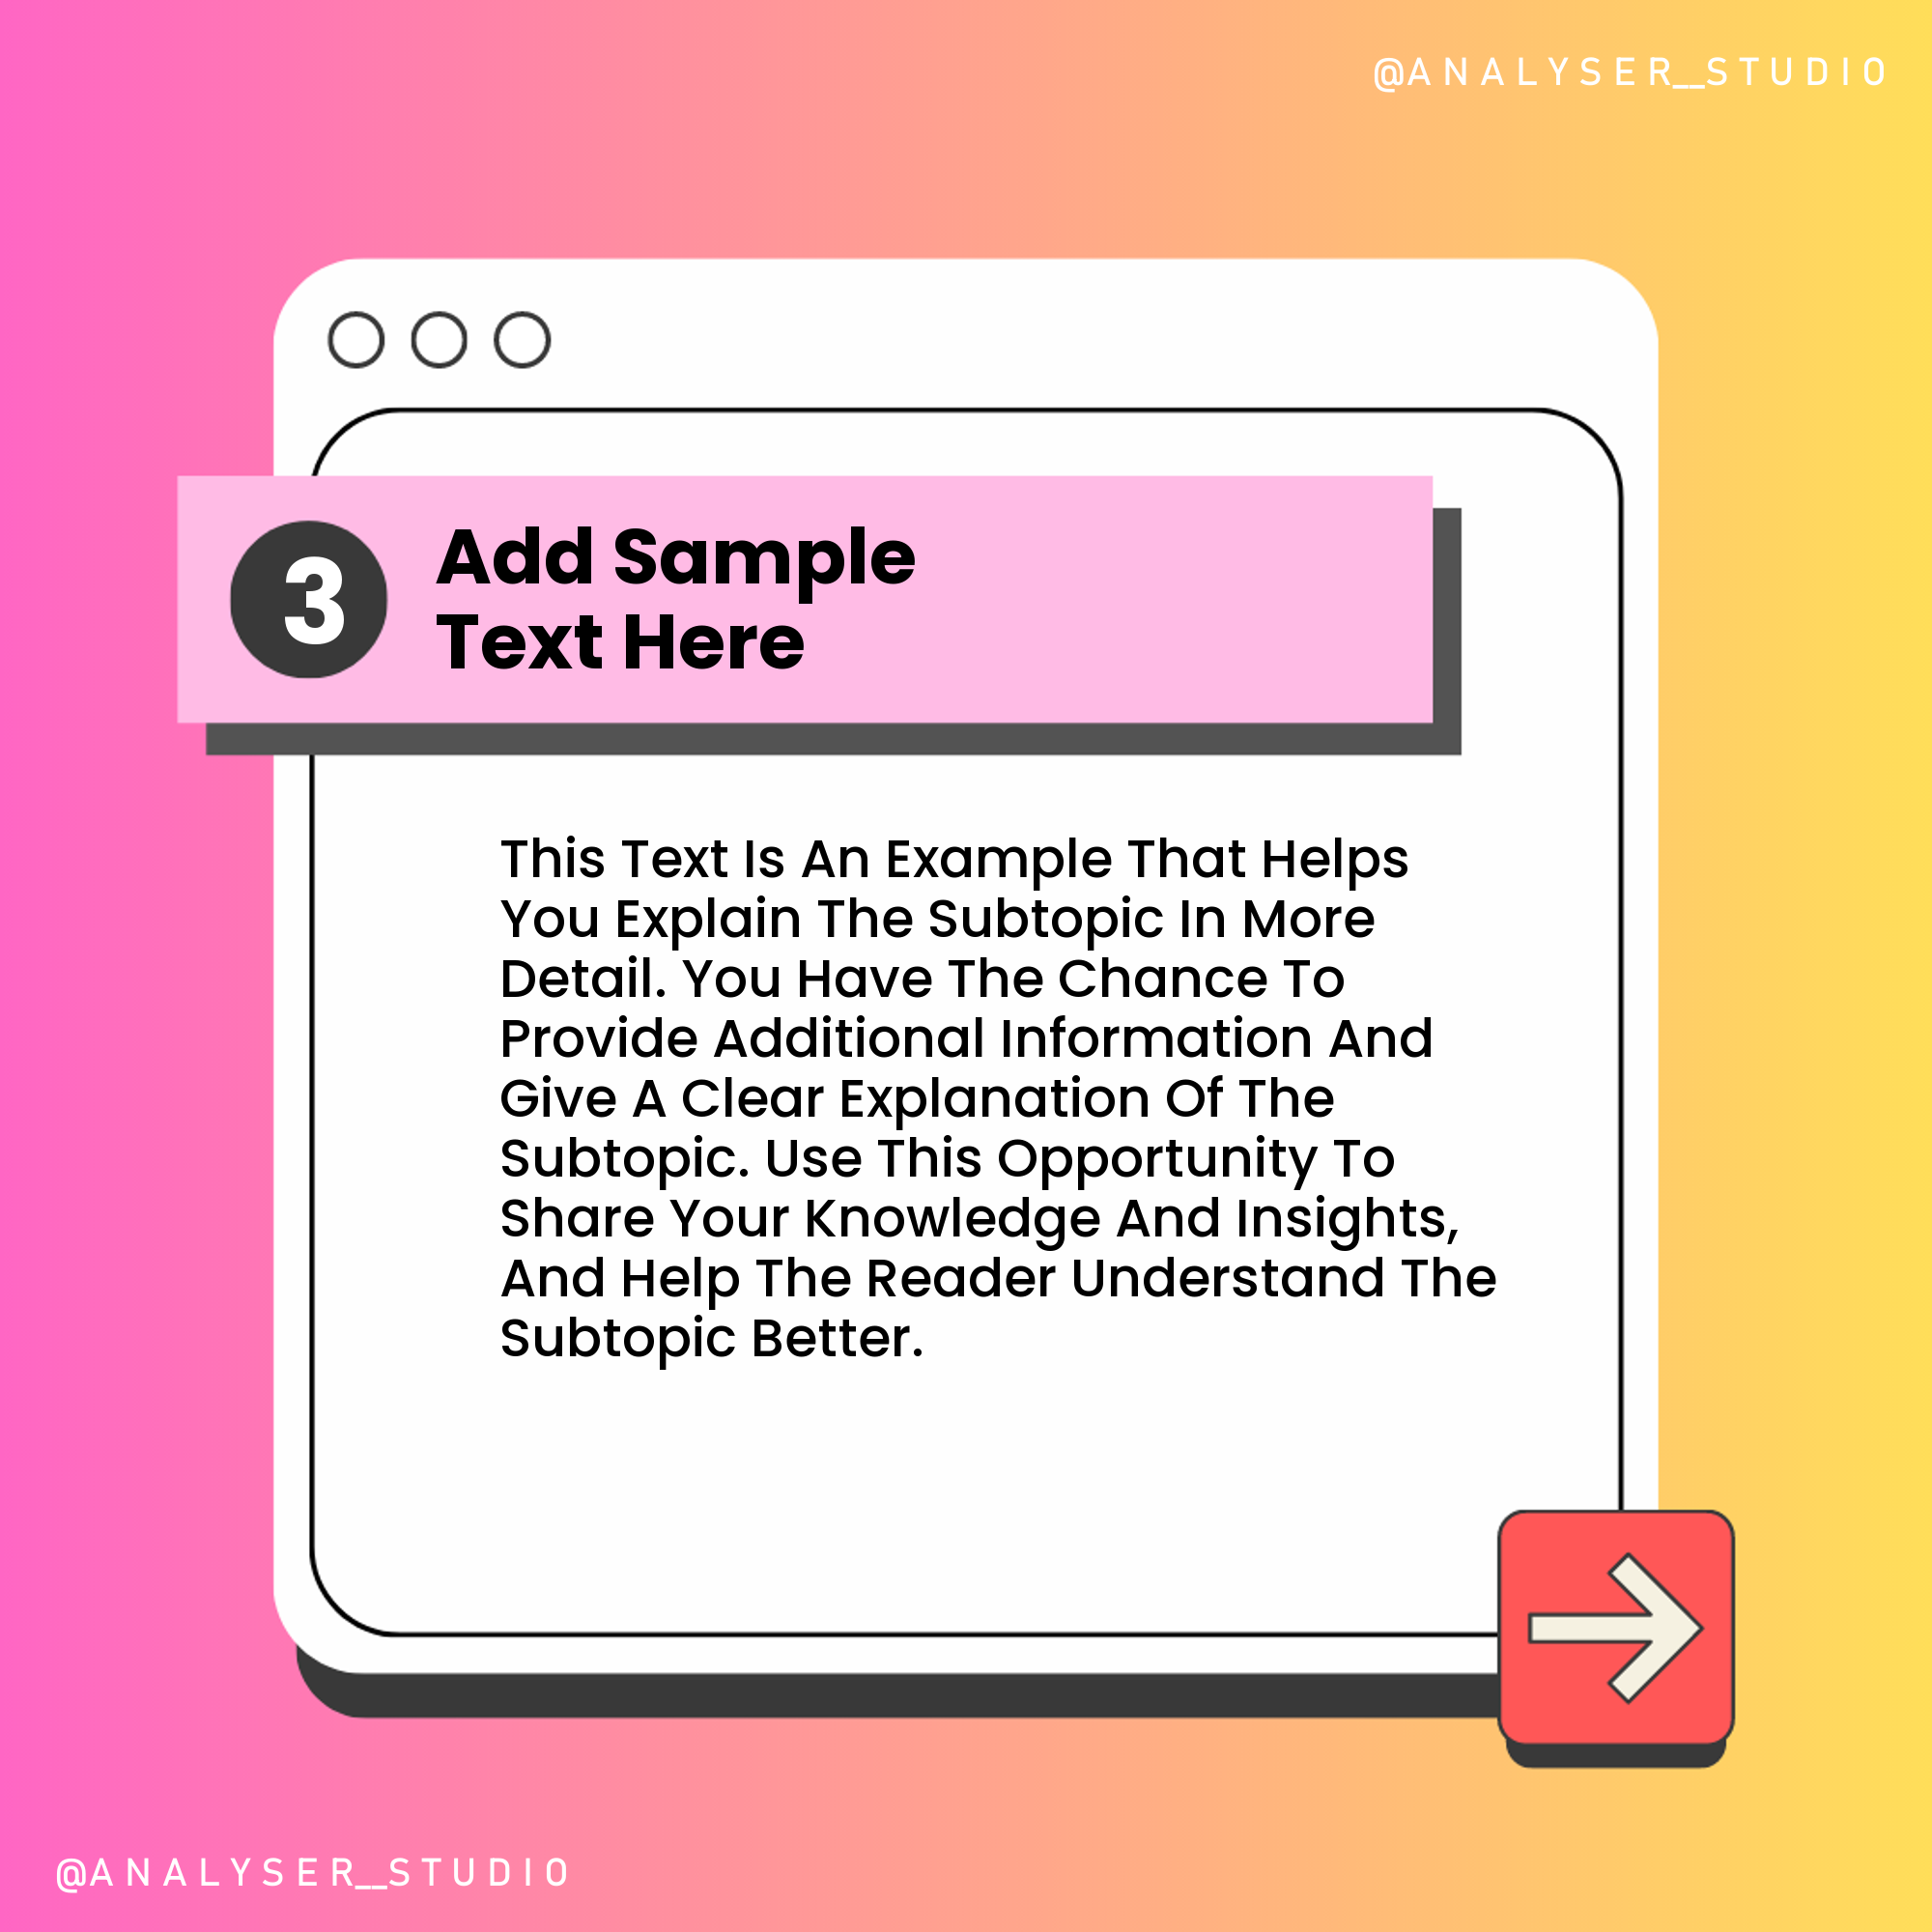 @ANALYSER__STUDIO
3
Add Sample
Text Here
This Text Is An Example That Helps
You Explain The Subtopic In More
Detail. You Have The Chance To
Provide Additional Information And
Give A Clear Explanation Of The
Subtopic. Use This Opportunity To
Share Your Knowledge And Insights,
And Help The Reader Understand The
Subtopic Better.
@ANALYSER__STUDIO